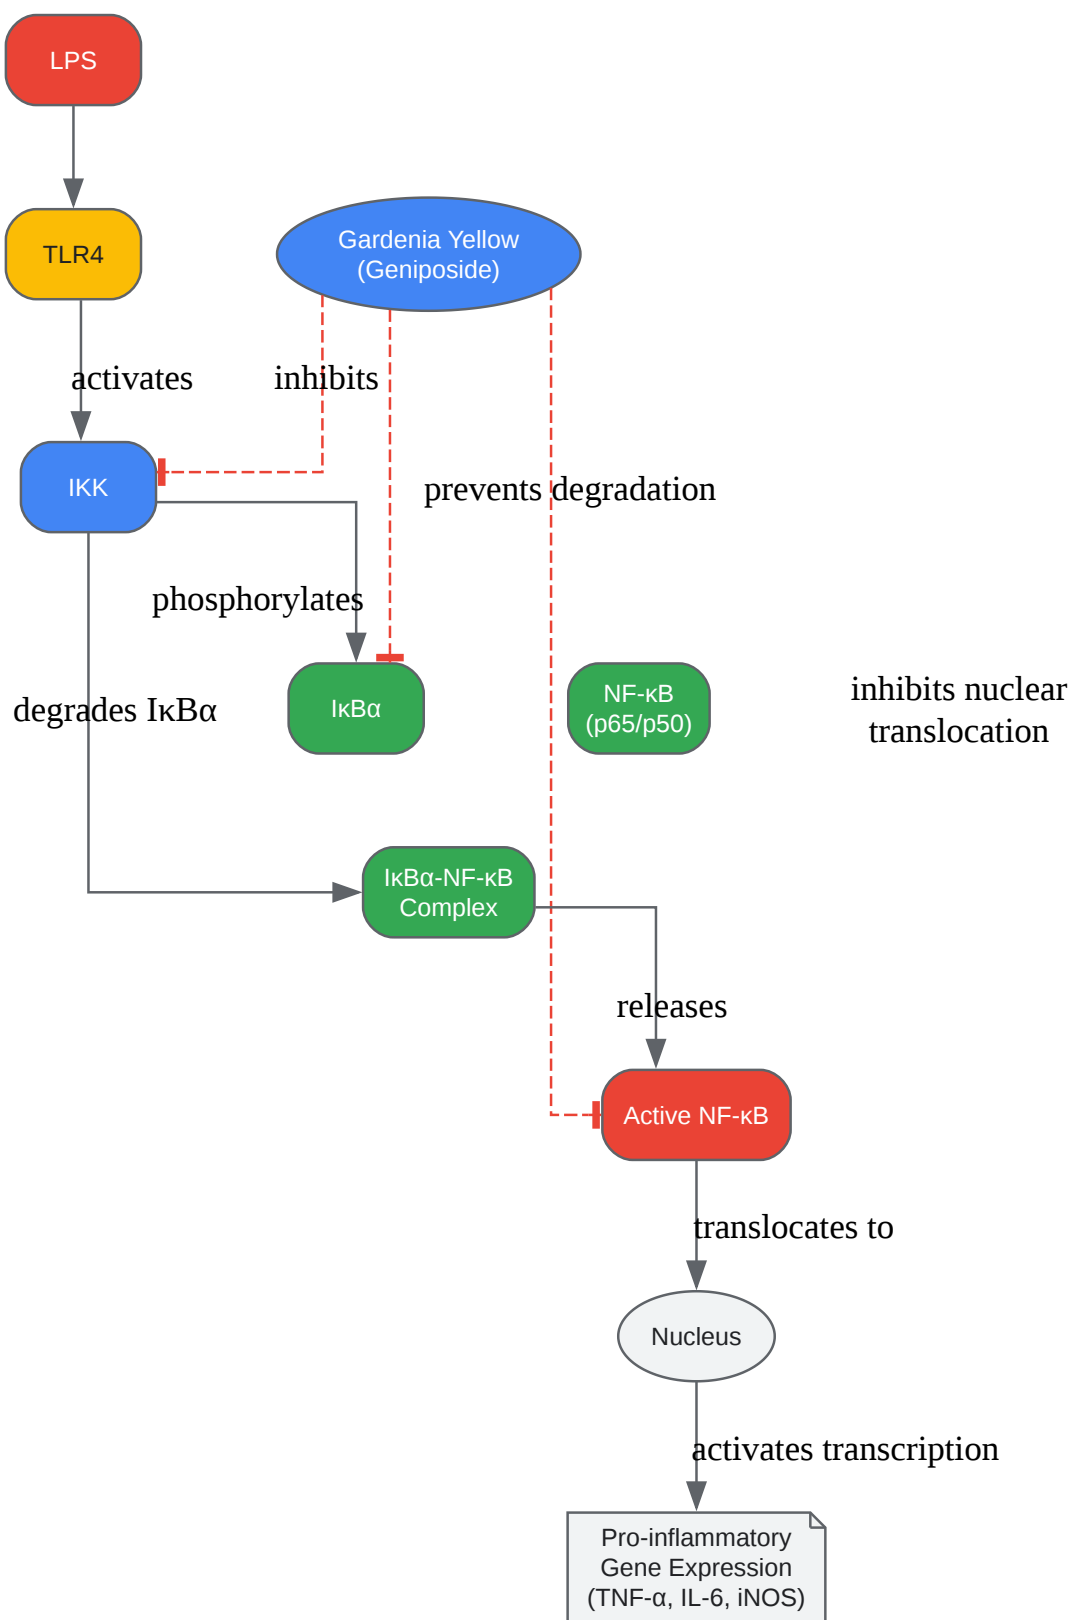 LPS
TLR4
Gardenia Yellow
(Geniposide)
activates
inhibits
IKK
prevents degradation
phosphorylates
degrades IκBα
IκBα
NF-κB
(p65/p50)
inhibits nuclear
translocation
IκBα-NF-κB
Complex
releases
Active NF-κB
translocates to
Nucleus
activates transcription
Pro-inflammatory
Gene Expression
(TNF-α, IL-6, iNOS)